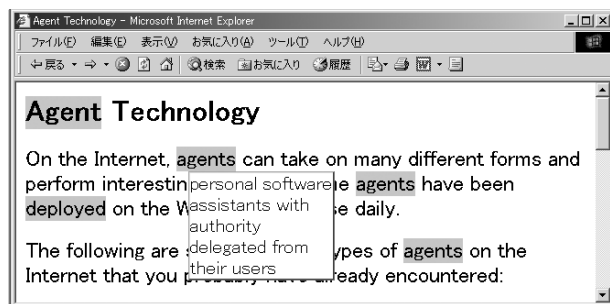 Agent Technology - Microsoft Internet Explorer
ファイル(F) 編集(E) 表示(V) お気に入り(A) ツール(T) ヘルプ(H)
戻る 検索 お気に入り 履歴
Agent Technology
On the Internet, agents can take on many different forms and
perform interestin personal software e agents have been
deployed on the W assistants with se daily.
authority
The following are delegated from ypes of agents on the
Internet that you their users already encountered: